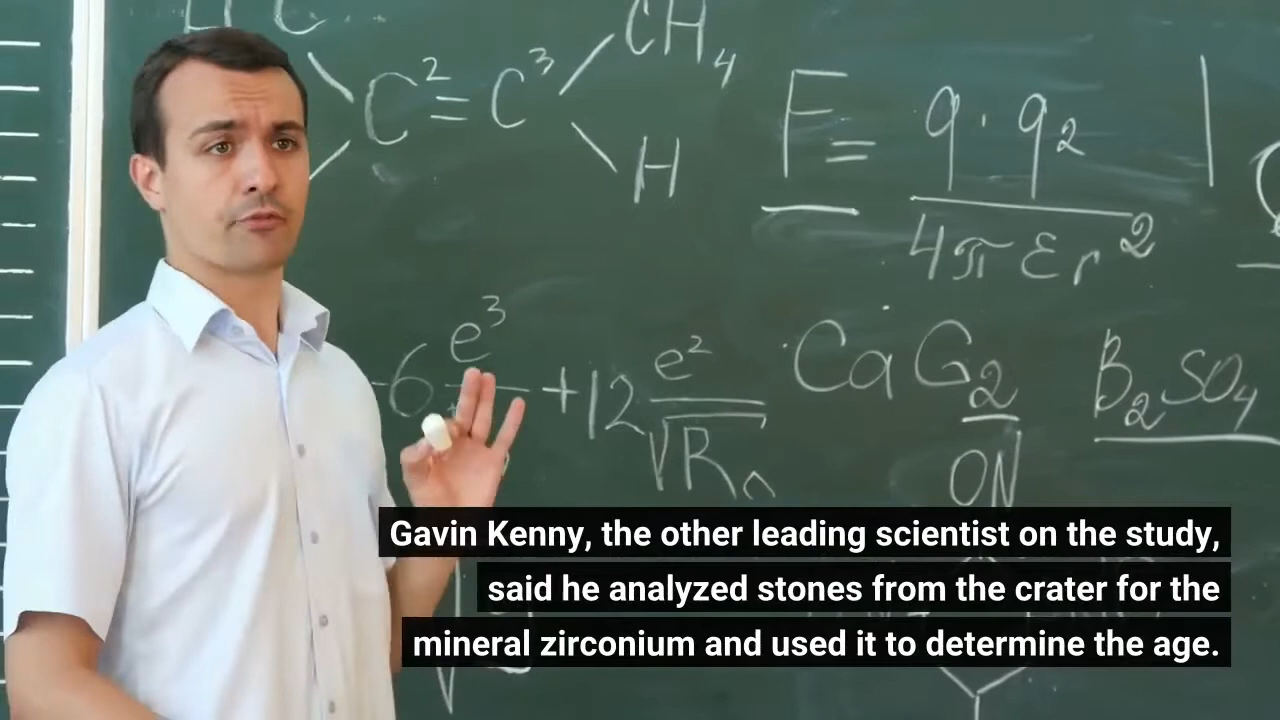 C² = C³
CH₄
H
F = q · q₂
4πεr²
6 e³ + 12 e²
√R
CaG₂
B₂SO₄
ON
Gavin Kenny, the other leading scientist on the study,
said he analyzed stones from the crater for the
mineral zirconium and used it to determine the age.